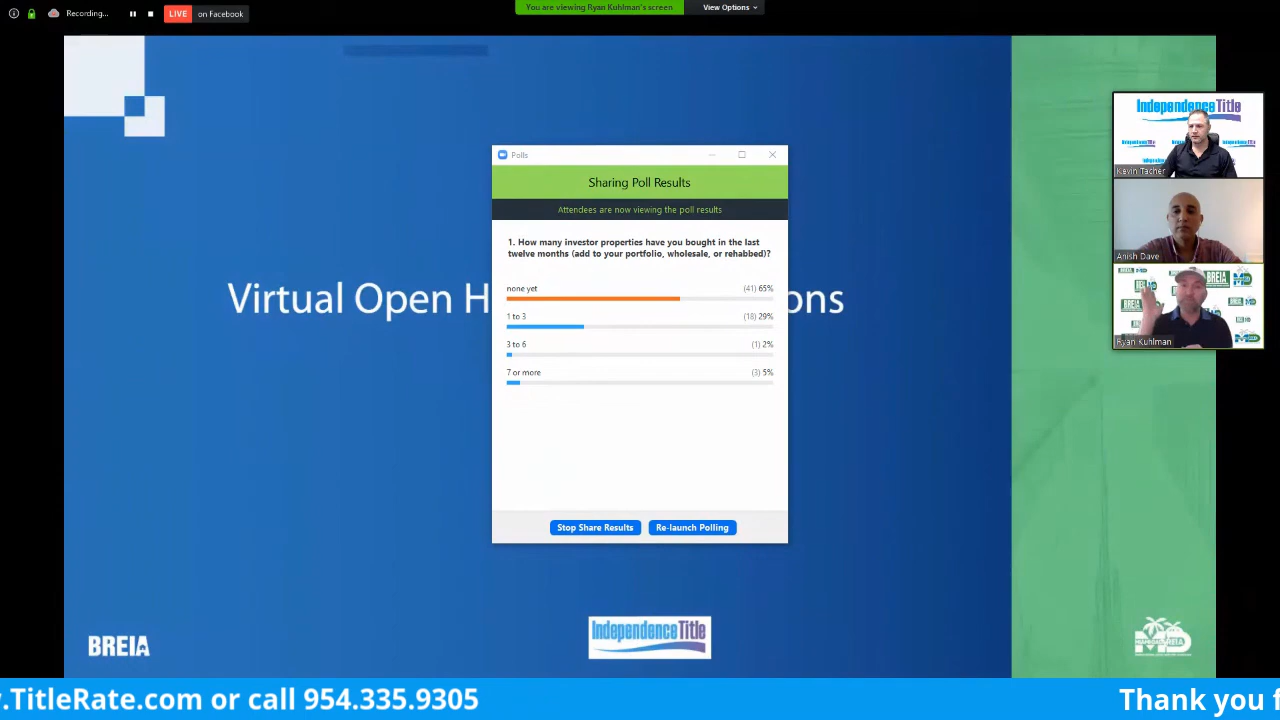 Recording...
LIVE on Facebook
You are viewing Ryan Kuhlman's screen
View Options
Polls
Sharing Poll Results
Attendees are now viewing the poll results
1. How many investor properties have you bought in the last
twelve months (add to your portfolio, wholesale, or rehabbed)?
none yet (41) 65%
1 to 3 (18) 29%
3 to 6 (1) 2%
7 or more (3) 5%
Stop Share Results Re-launch Polling
Virtual Open H ons
IndependenceTitle
Kevin Tacher
Anish Dave
BREIA
Ryan Kuhlman
BREIA
IndependenceTitle
.TitleRate.com or call 954.335.9305
Thank you f